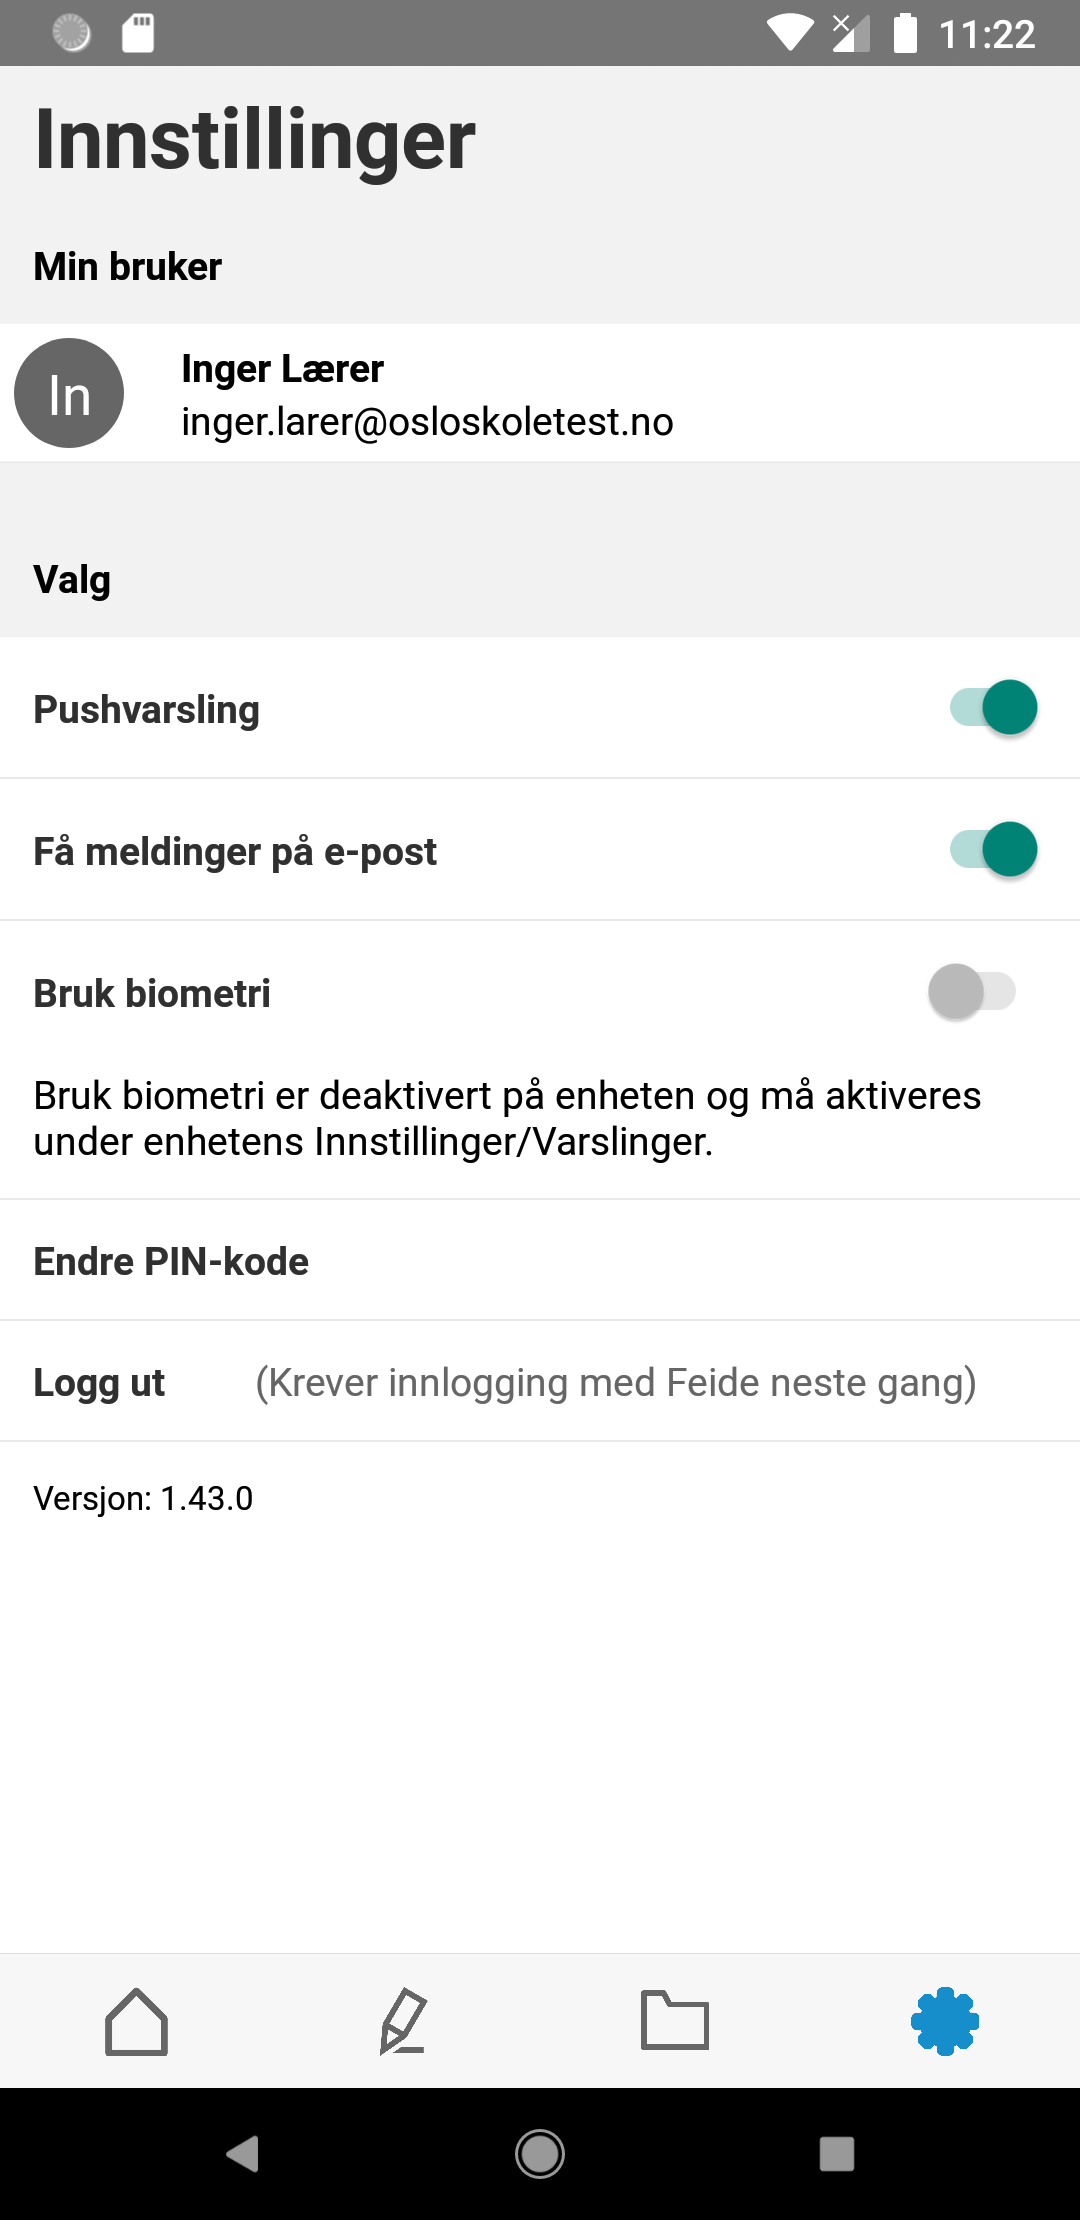 11:22
Innstillinger
Min bruker
In
Inger Lærer
inger.larer@osloskoletest.no
Valg
Pushvarsling
Få meldinger på e-post
Bruk biometri
Bruk biometri er deaktivert på enheten og må aktiveres
under enhetens Innstillinger/Varslinger.
Endre PIN-kode
Logg ut (Krever innlogging med Feide neste gang)
Versjon: 1.43.0